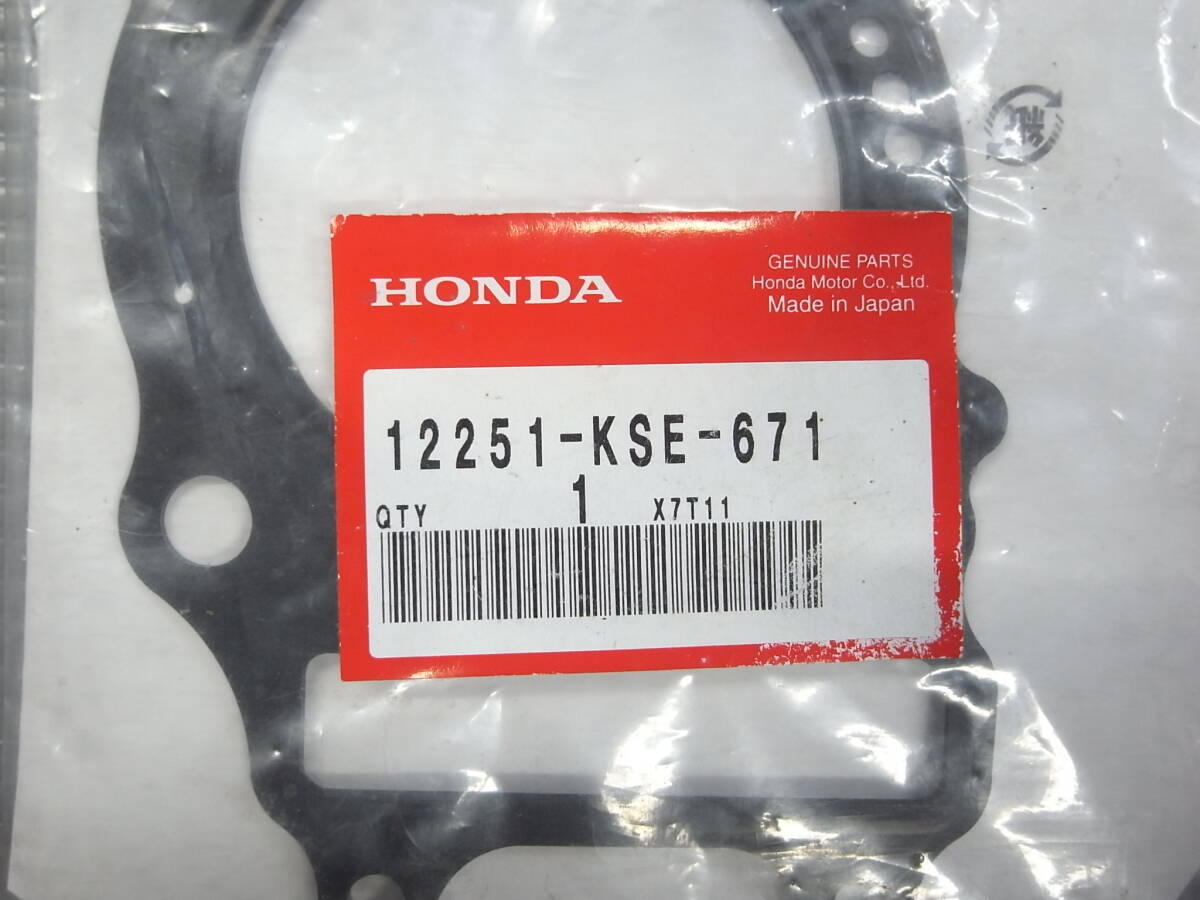 HONDA
GENUINE PARTS
Honda Motor Co., Ltd.
Made in Japan
12251-KSE-671
QTY 1 X7T11